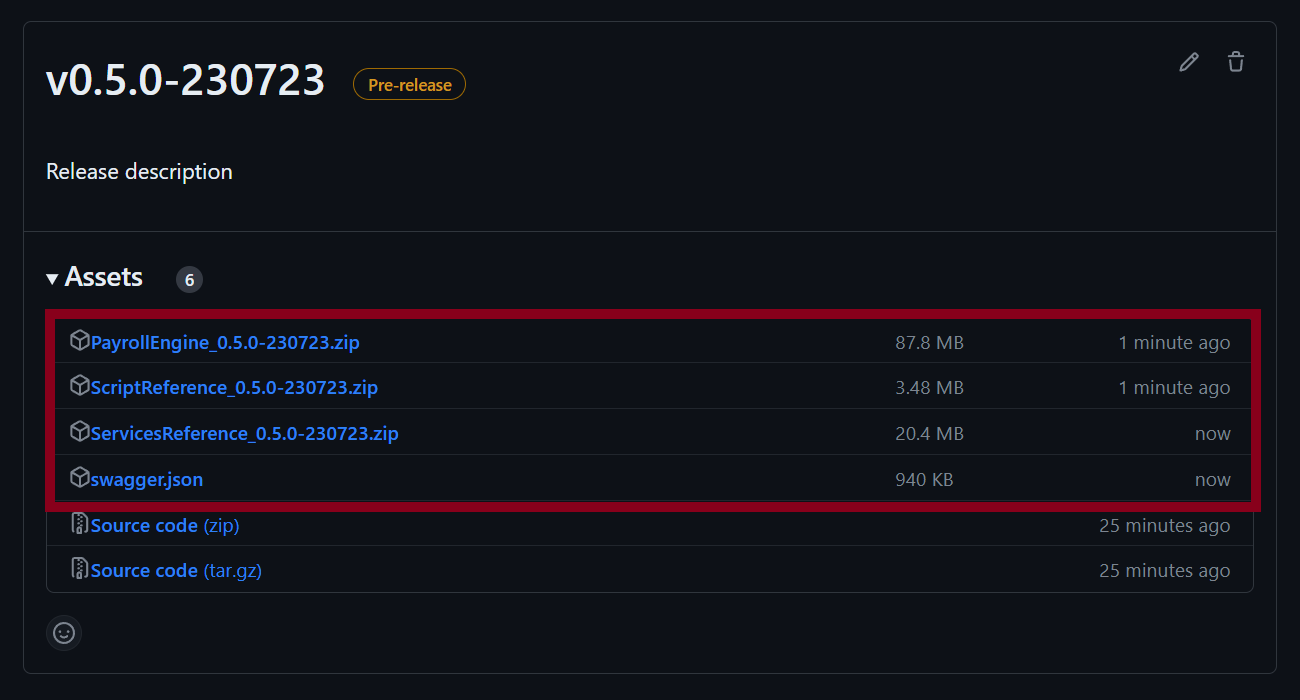 v0.5.0-230723 Pre-release
Release description
Assets 6
PayrollEngine_0.5.0-230723.zip 87.8 MB 1 minute ago
ScriptReference_0.5.0-230723.zip 3.48 MB 1 minute ago
ServicesReference_0.5.0-230723.zip 20.4 MB now
swagger.json 940 KB now
Source code (zip) 25 minutes ago
Source code (tar.gz) 25 minutes ago